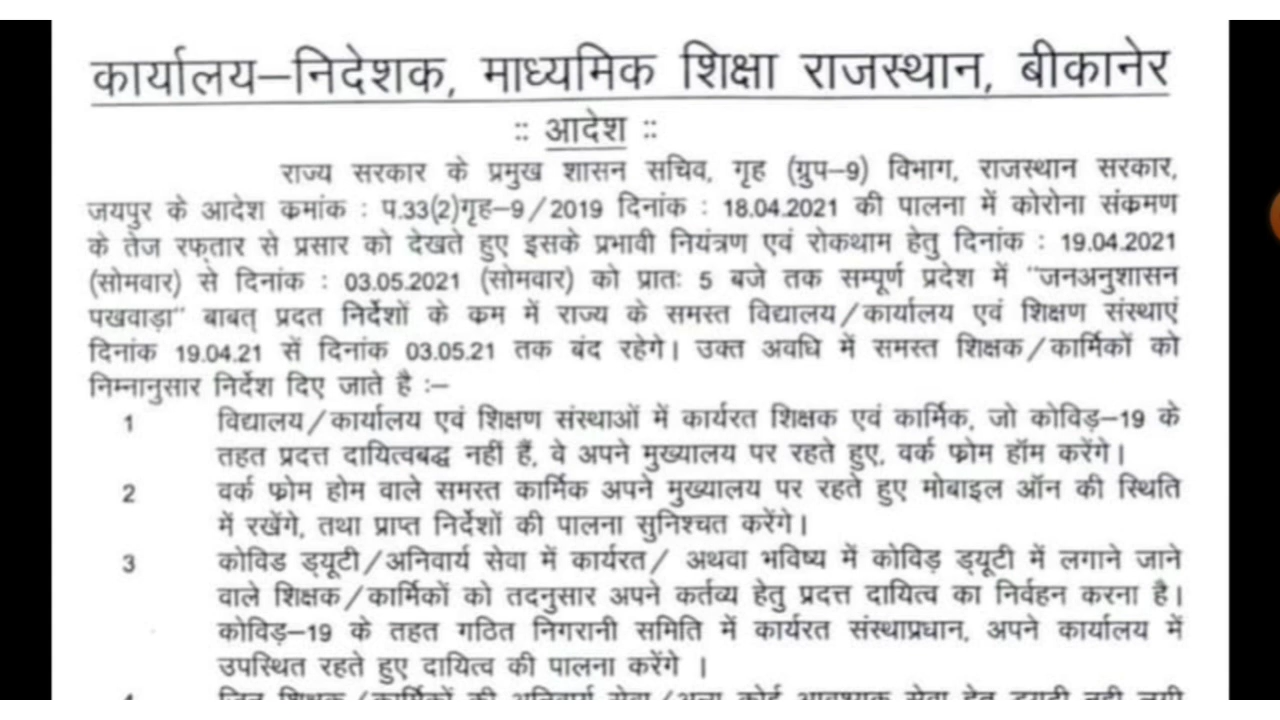 कार्यालय–निदेशक, माध्यमिक शिक्षा राजस्थान, बीकानेर
:: आदेश ::
राज्य सरकार के प्रमुख शासन सचिव, गृह (ग्रुप–9) विभाग, राजस्थान सरकार,
जयपुर के आदेश कमांक : प.33(2)गृह–9/2019 दिनांक : 18.04.2021 की पालना में कोरोना संकमण
के तेज रफ्तार से प्रसार को देखते हुए इसके प्रभावी नियंत्रण एवं रोकथाम हेतु दिनांक : 19.04.2021
(सोमवार) से दिनांक : 03.05.2021 (सोमवार) को प्रातः 5 बजे तक सम्पूर्ण प्रदेश में "जनअनुशासन
पखवाड़ा" बाबत् प्रदत निर्देशों के कम में राज्य के समस्त विद्यालय/कार्यालय एवं शिक्षण संस्थाएं
दिनांक 19.04.21 सें दिनांक 03.05.21 तक बंद रहेगे। उक्त अवधि में समस्त शिक्षक/कार्मिकों को
निम्नानुसार निर्देश दिए जाते है :–
1 विद्यालय/कार्यालय एवं शिक्षण संस्थाओं में कार्यरत शिक्षक एवं कार्मिक, जो कोविड़–19 के
तहत प्रदत्त दायित्वबद्ध नहीं हैं, वे अपने मुख्यालय पर रहते हुए, वर्क फ्रोम हॉम करेंगे।
2 वर्क फ्रोम होम वाले समस्त कार्मिक अपने मुख्यालय पर रहते हुए मोबाइल ऑन की स्थिति
में रखेंगे, तथा प्राप्त निर्देशों की पालना सुनिश्चत करेंगे।
3 कोविड ड्यूटी/अनिवार्य सेवा में कार्यरत/ अथवा भविष्य में कोविड़ ड्यूटी में लगाने जाने
वाले शिक्षक/कार्मिकों को तदनुसार अपने कर्तव्य हेतु प्रदत्त दायित्व का निर्वहन करना है।
कोविड़–19 के तहत गठित निगरानी समिति में कार्यरत संस्थाप्रधान, अपने कार्यालय में
उपस्थित रहते हुए दायित्व की पालना करेंगे ।